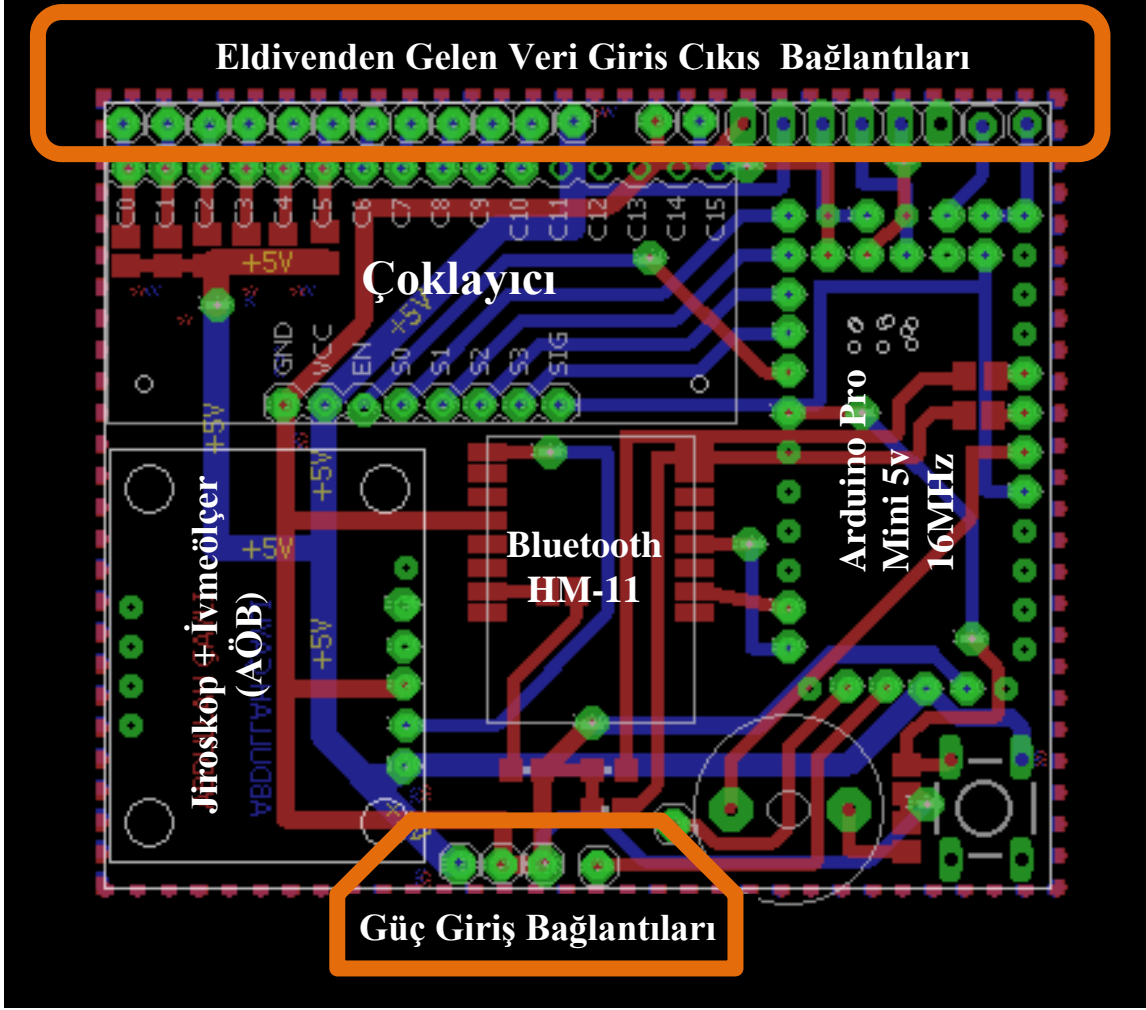 Eldivenden Gelen Veri Giris Cıkıs Bağlantıları
C0 C1 C2 C3 C4 C5 C6 C7 C8 C9 C10 C11 C12 C13 C14 C15
+5V
Çoklayıcı
+5V
GND VCC EN S0 S1 S2 S3 SIG
+5V
+5V
+5V
+5V
Jiroskop +İvmeölçer
(AÖB)
Bluetooth
HM-11
Arduino Pro
Mini 5v
16MHz
Güç Giriş Bağlantıları